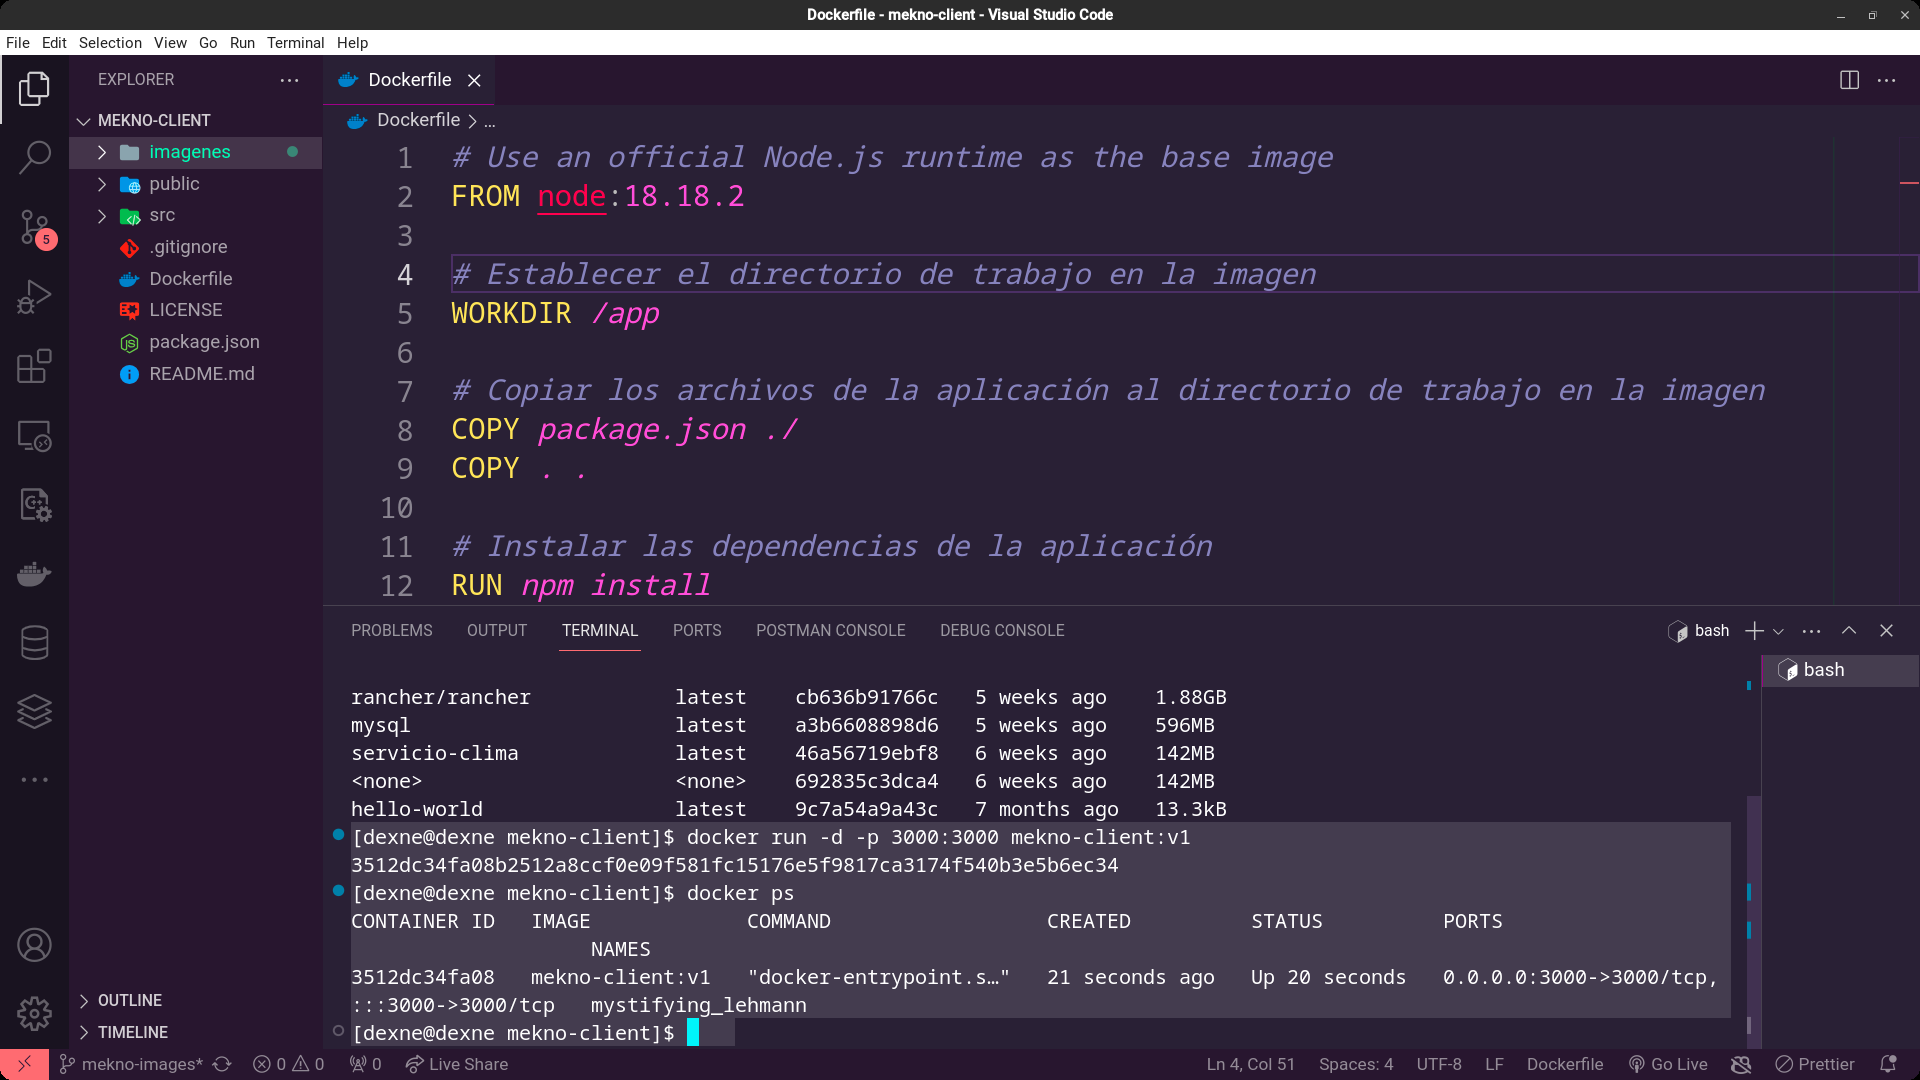 Dockerfile - mekno-client - Visual Studio Code
File Edit Selection View Go Run Terminal Help
EXPLORER
MEKNO-CLIENT
imagenes
public
src
.gitignore
Dockerfile
LICENSE
package.json
README.md
5
OUTLINE
TIMELINE
Dockerfile
Dockerfile > ...
1 # Use an official Node.js runtime as the base image
2 FROM node:18.18.2
3
4 # Establecer el directorio de trabajo en la imagen
5 WORKDIR /app
6
7 # Copiar los archivos de la aplicación al directorio de trabajo en la imagen
8 COPY package.json ./
9 COPY . .
10
11 # Instalar las dependencias de la aplicación
12 RUN npm install
PROBLEMS OUTPUT TERMINAL PORTS POSTMAN CONSOLE DEBUG CONSOLE
bash
bash
rancher/rancher latest cb636b91766c 5 weeks ago 1.88GB
mysql latest a3b6608898d6 5 weeks ago 596MB
servicio-clima latest 46a56719ebf8 6 weeks ago 142MB
<none> <none> 692835c3dca4 6 weeks ago 142MB
hello-world latest 9c7a54a9a43c 7 months ago 13.3kB
[dexne@dexne mekno-client]$ docker run -d -p 3000:3000 mekno-client:v1
3512dc34fa08b2512a8ccf0e09f581fc15176e5f9817ca3174f540b3e5b6ec34
[dexne@dexne mekno-client]$ docker ps
CONTAINER ID IMAGE COMMAND CREATED STATUS PORTS
NAMES
3512dc34fa08 mekno-client:v1 "docker-entrypoint.s…" 21 seconds ago Up 20 seconds 0.0.0.0:3000->3000/tcp,
:::3000->3000/tcp mystifying_lehmann
[dexne@dexne mekno-client]$
mekno-images* 0 0 0 Live Share Ln 4, Col 51 Spaces: 4 UTF-8 LF Dockerfile Go Live Prettier